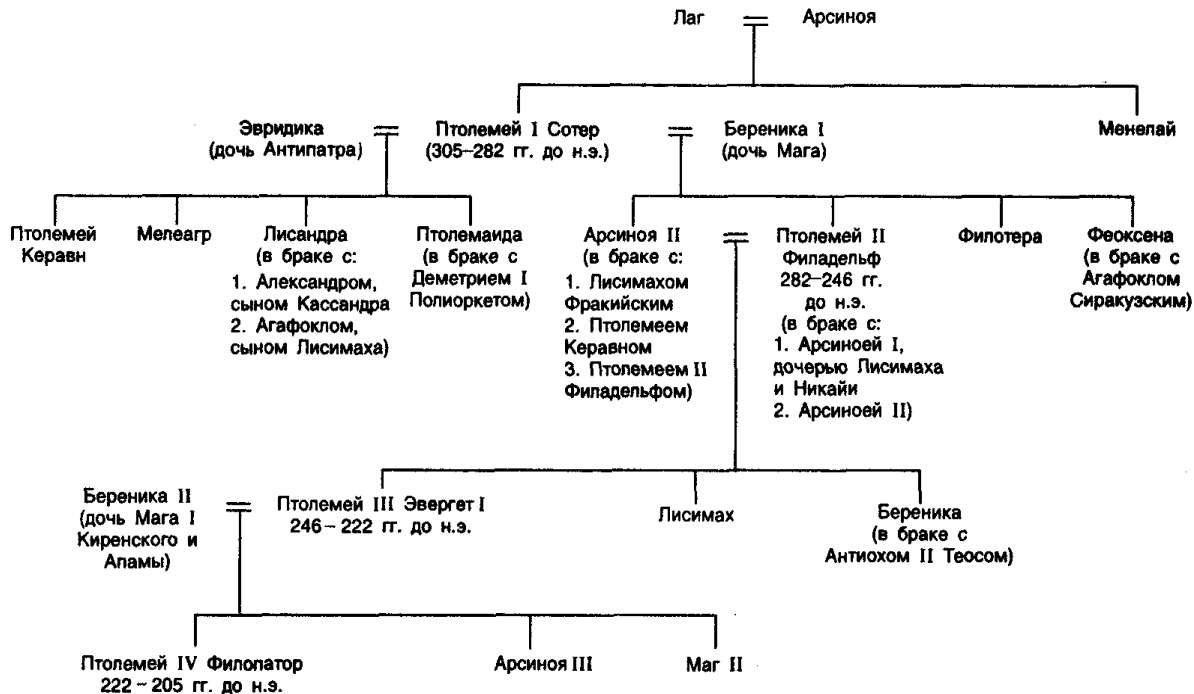 Лаг
Арсиноя
Эвридика
(дочь Антипатра)
Птолемей I Сотер
(305–282 гг. до н.э.)
Береника I
(дочь Мага)
Менелай
Птолемей
Керавн
Мелеагр
Лисандра
(в браке с:
1. Александром,
сыном Кассандра
2. Агафоклом,
сыном Лисимаха)
Птолемаида
(в браке с
Деметрием I
Полиоркетом)
Арсиноя II
(в браке с:
1. Лисимахом
Фракийским
2. Птолемеем
Керавном
3. Птолемеем II
Филадельфом)
Птолемей II
Филадельф
282–246 гг.
до н.э.
(в браке с:
1. Арсиноей I,
дочерью Лисимаха
и Никайи
2. Арсиноей II)
Филотера
Феоксена
(в браке с
Агафоклом
Сиракузским)
Береника II
(дочь Мага I
Киренского и
Апамы)
Птолемей III Эвергет I
246–222 гг. до н.э.
Лисимах
Береника
(в браке с
Антиохом II Теосом)
Птолемей IV Филопатор
222–205 гг. до н.э.
Арсиноя III
Маг II